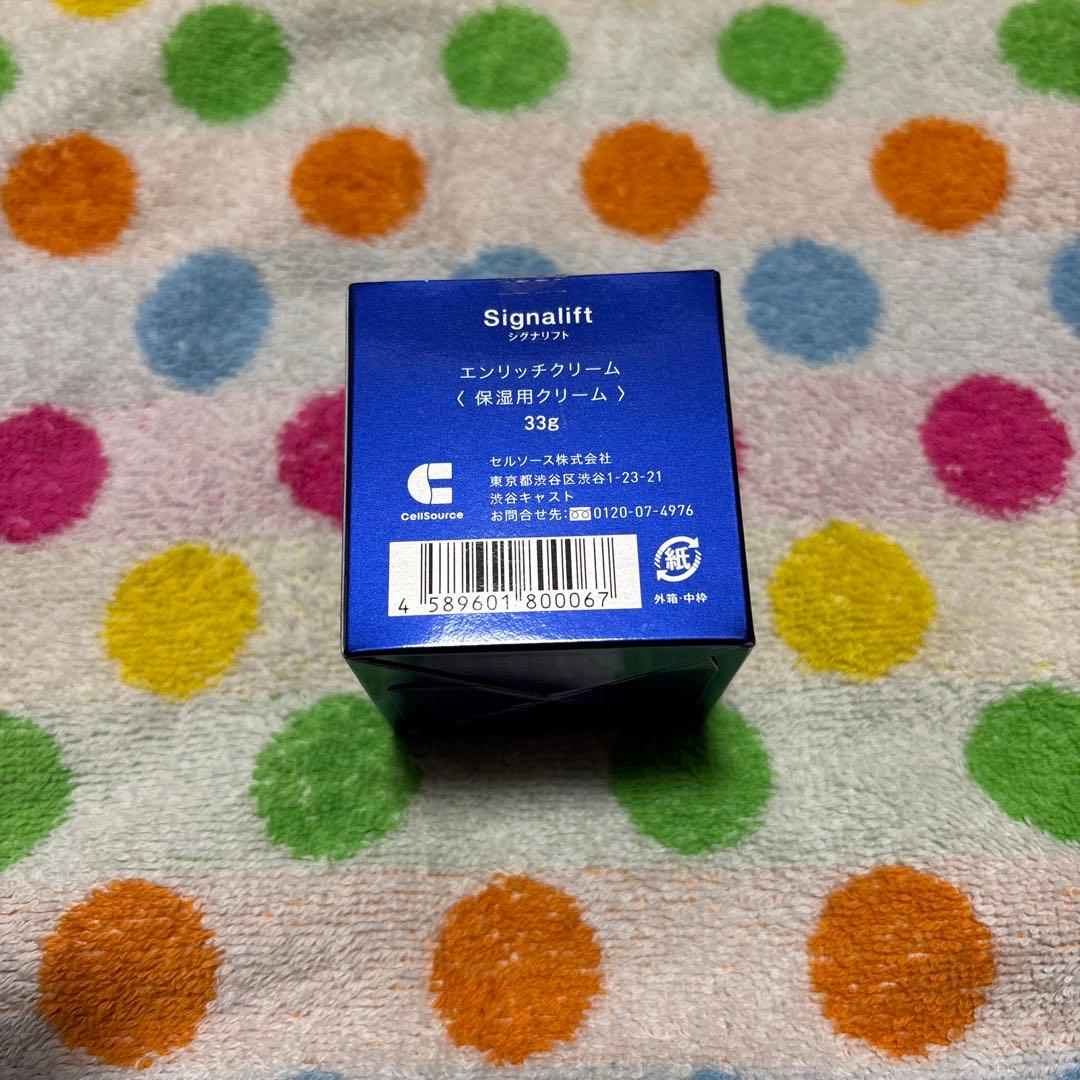 Signalift
シグナリフト
エンリッチクリーム
〈 保湿用クリーム 〉
33g
CellSource
セルソース株式会社
東京都渋谷区渋谷1-23-21
渋谷キャスト
お問合せ先:0120-07-4976
4 589601 800067
紙
外箱・中枠